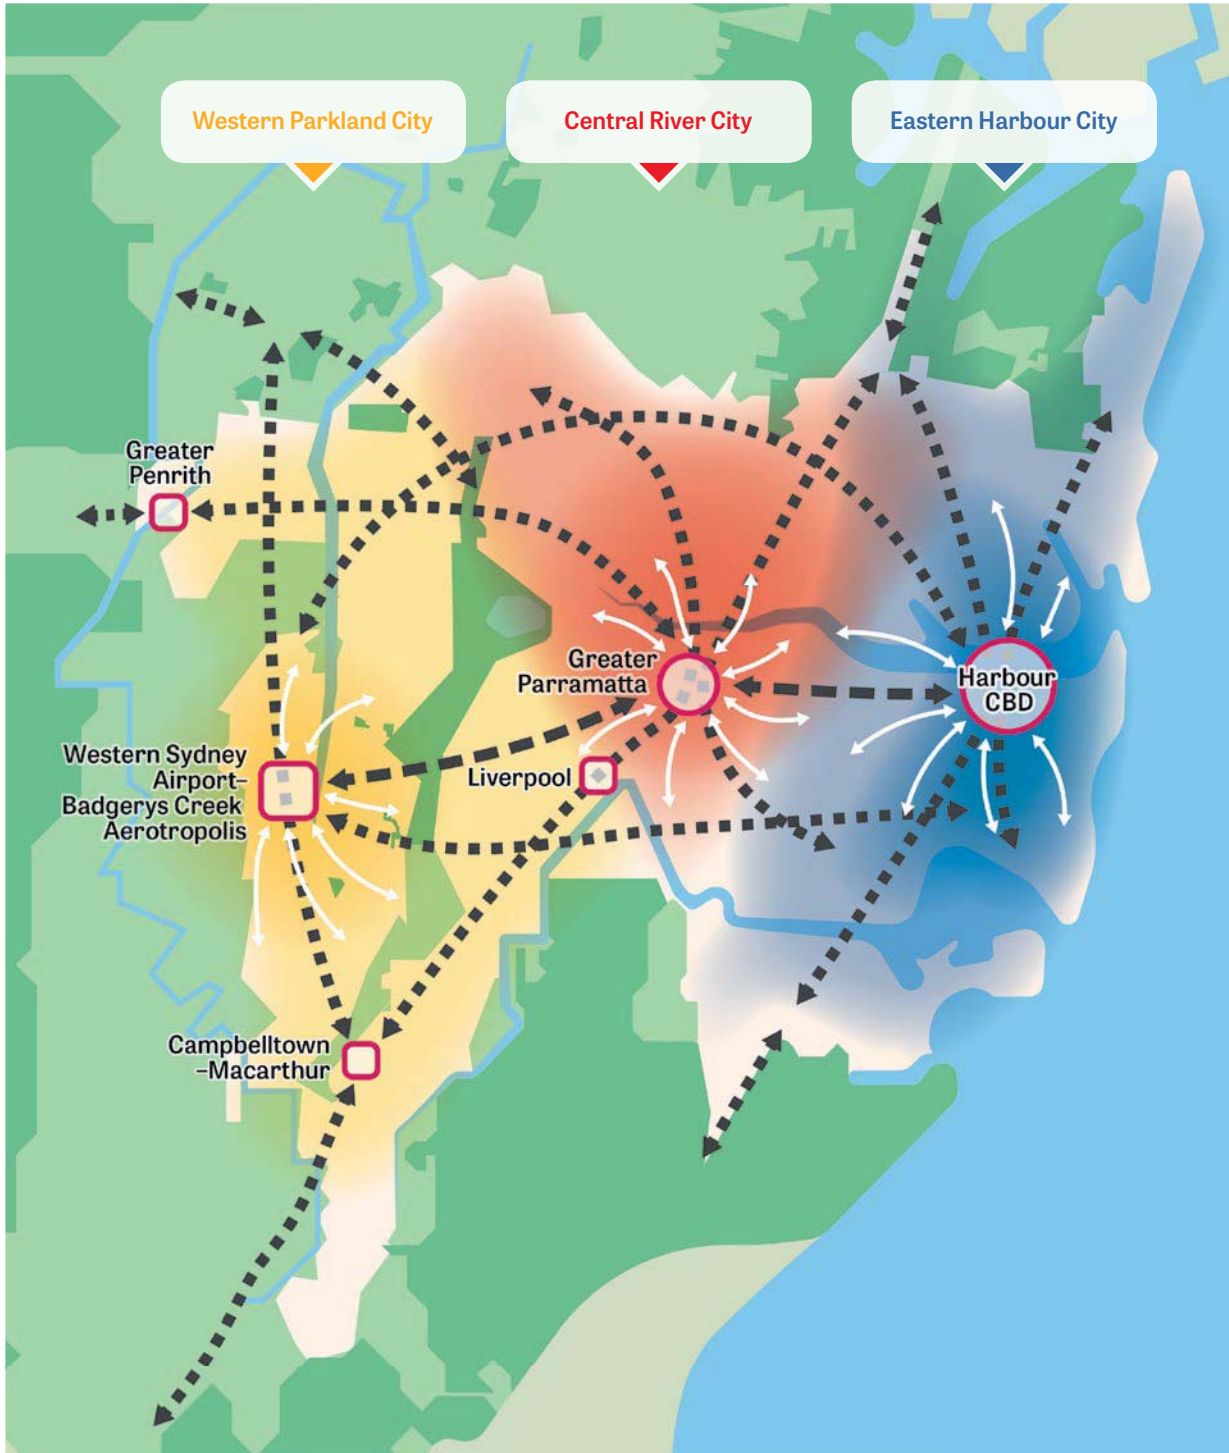 Western Parkland City
Central River City
Eastern Harbour City
Greater
Penrith
Greater
Parramatta
Harbour
CBD
Western Sydney
Airport–
Badgerys Creek
Aerotropolis
Liverpool
Campbelltown
–Macarthur